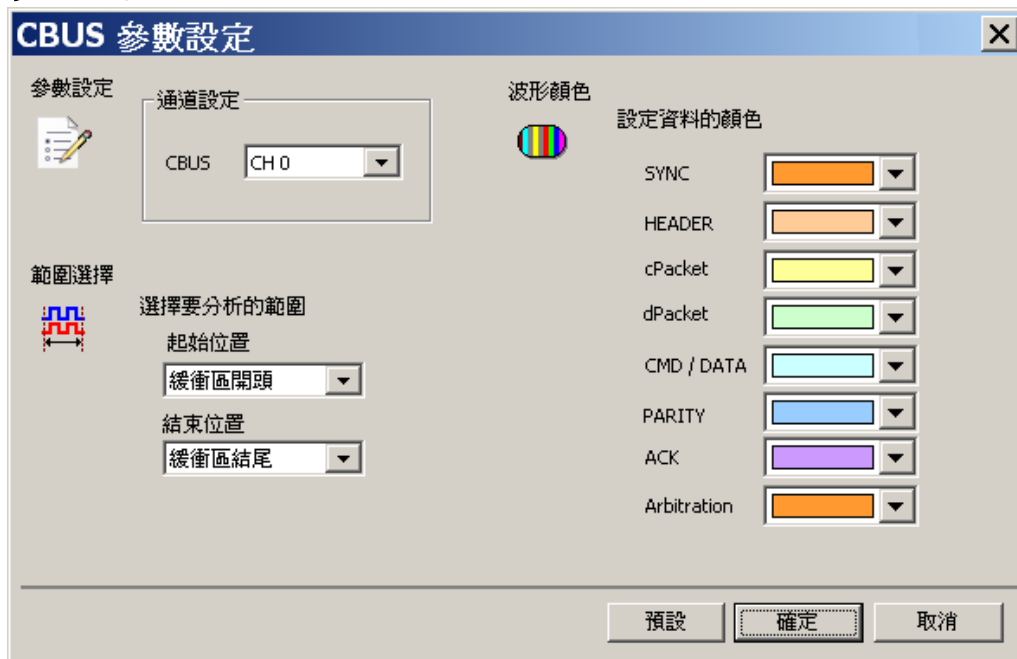 CBUS 參數設定
參數設定
通道設定
CBUS
CH 0
範圍選擇
選擇要分析的範圍
起始位置
緩衝區開頭
結束位置
緩衝區結尾
波形顏色
設定資料的顏色
SYNC
HEADER
cPacket
dPacket
CMD / DATA
PARITY
ACK
Arbitration
預設
確定
取消